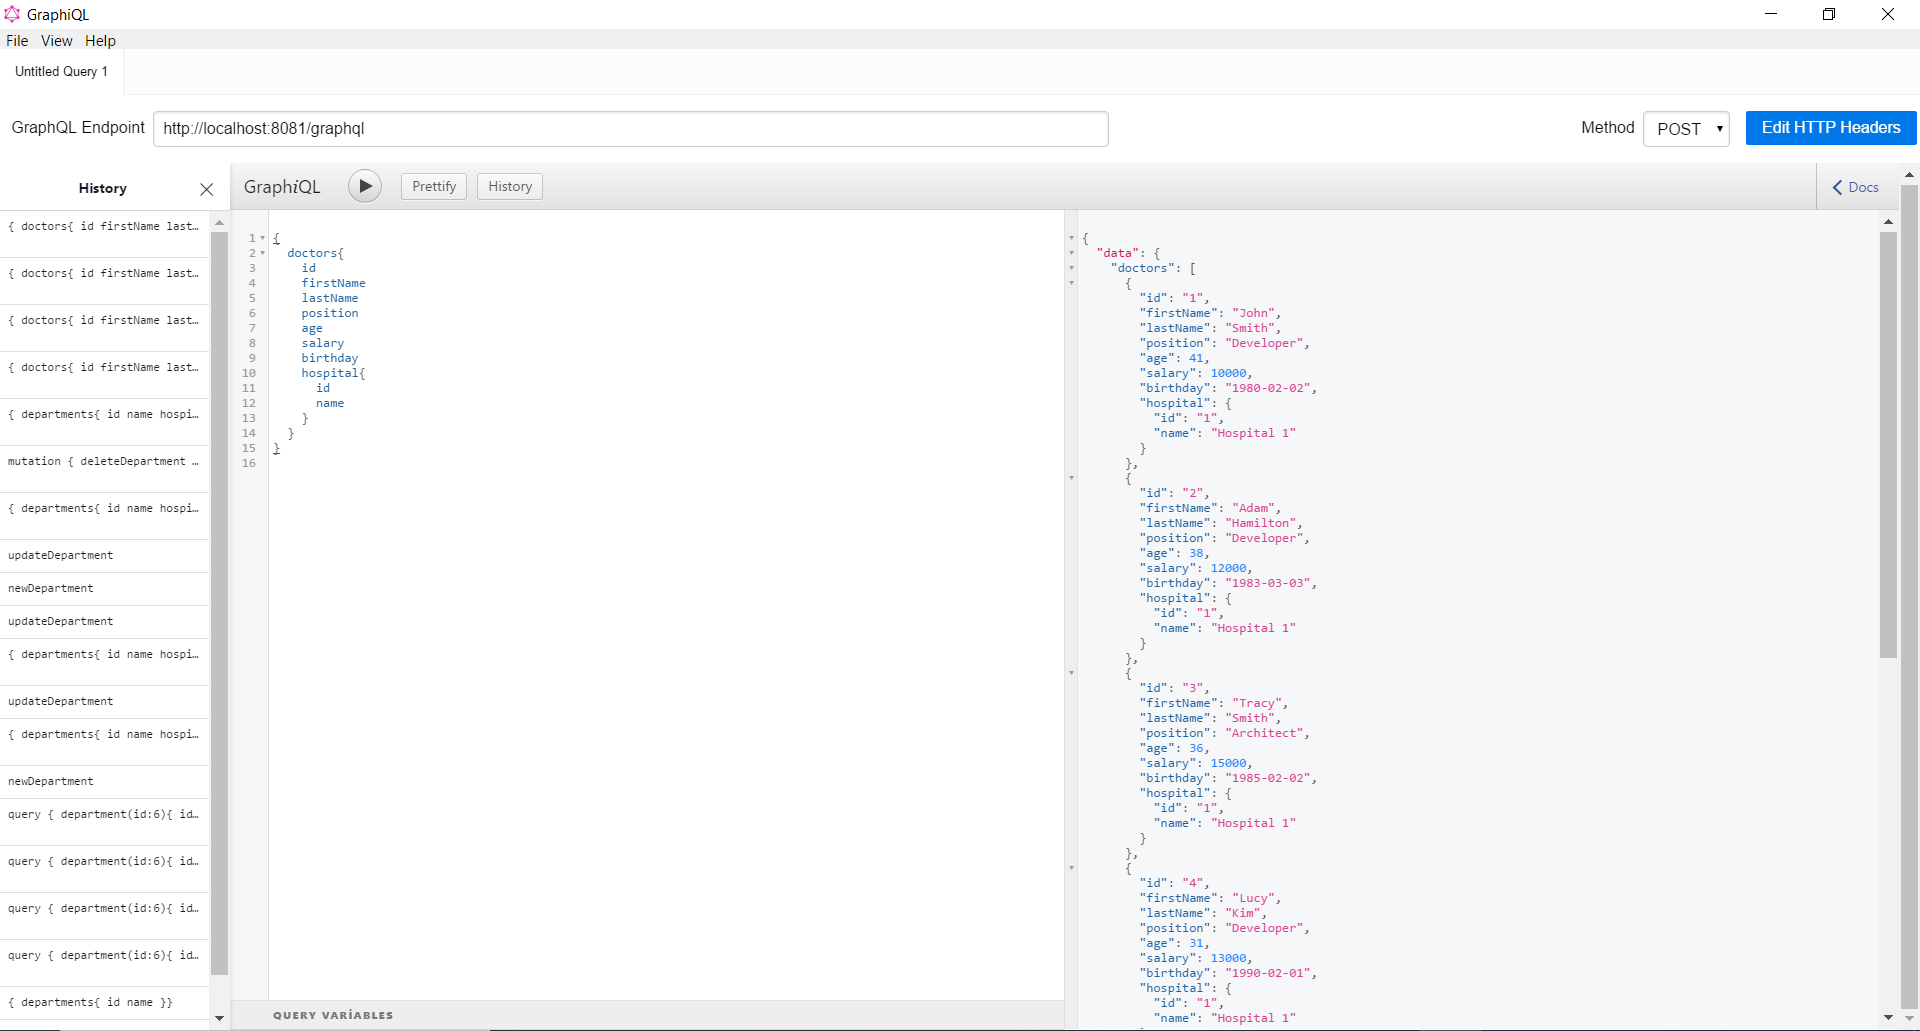 GraphiQL
File View Help
Untitled Query 1
GraphQL Endpoint http://localhost:8081/graphql Method POST Edit HTTP Headers
History
{ doctors{ id firstName last…
{ doctors{ id firstName last…
{ doctors{ id firstName last…
{ doctors{ id firstName last…
{ departments{ id name hospi…
mutation { deleteDepartment …
{ departments{ id name hospi…
updateDepartment
newDepartment
updateDepartment
{ departments{ id name hospi…
updateDepartment
{ departments{ id name hospi…
newDepartment
query { department(id:6){ id…
query { department(id:6){ id…
query { department(id:6){ id…
query { department(id:6){ id…
{ departments{ id name }}
GraphiQL Prettify History Docs
1 {
2 doctors{
3 id
4 firstName
5 lastName
6 position
7 age
8 salary
9 birthday
10 hospital{
11 id
12 name
13 }
14 }
15 }
16
QUERY VARİABLES
{
"data": {
"doctors": [
{
"id": "1",
"firstName": "John",
"lastName": "Smith",
"position": "Developer",
"age": 41,
"salary": 10000,
"birthday": "1980-02-02",
"hospital": {
"id": "1",
"name": "Hospital 1"
}
},
{
"id": "2",
"firstName": "Adam",
"lastName": "Hamilton",
"position": "Developer",
"age": 38,
"salary": 12000,
"birthday": "1983-03-03",
"hospital": {
"id": "1",
"name": "Hospital 1"
}
},
{
"id": "3",
"firstName": "Tracy",
"lastName": "Smith",
"position": "Architect",
"age": 36,
"salary": 15000,
"birthday": "1985-02-02",
"hospital": {
"id": "1",
"name": "Hospital 1"
}
},
{
"id": "4",
"firstName": "Lucy",
"lastName": "Kim",
"position": "Developer",
"age": 31,
"salary": 13000,
"birthday": "1990-02-01",
"hospital": {
"id": "1",
"name": "Hospital 1"